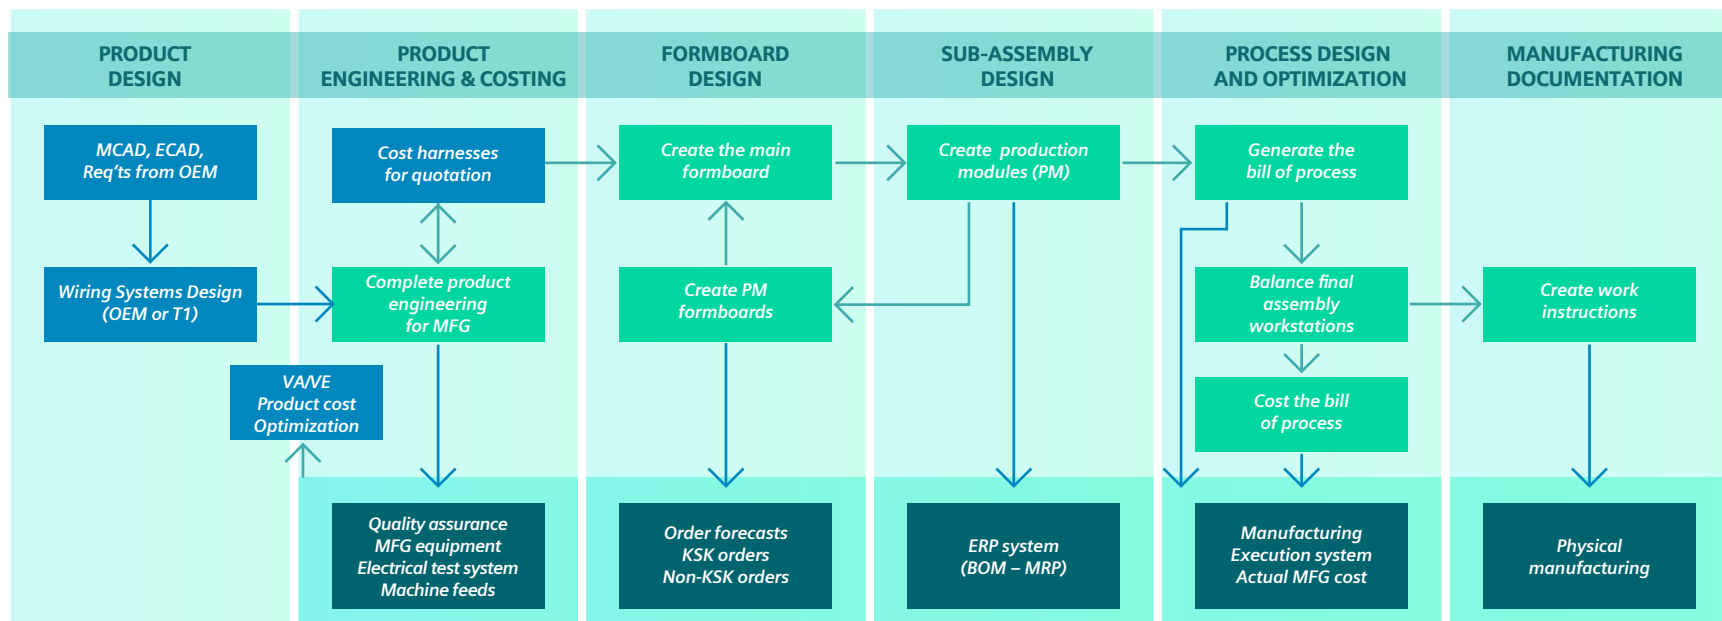 PRODUCT
DESIGN
PRODUCT
ENGINEERING & COSTING
FORMBOARD
DESIGN
SUB-ASSEMBLY
DESIGN
PROCESS DESIGN
AND OPTIMIZATION
MANUFACTURING
DOCUMENTATION
MCAD, ECAD,
Req'ts from OEM
Wiring Systems Design
(OEM or T1)
VA/VE
Product cost
Optimization
Cost harnesses
for quotation
Complete product
engineering
for MFG
Quality assurance
MFG equipment
Electrical test system
Machine feeds
Create the main
formboard
Create PM
formboards
Order forecasts
KSK orders
Non-KSK orders
Create production
modules (PM)
ERP system
(BOM – MRP)
Generate the
bill of process
Balance final
assembly
workstations
Cost the bill
of process
Manufacturing
Execution system
Actual MFG cost
Create work
instructions
Physical
manufacturing